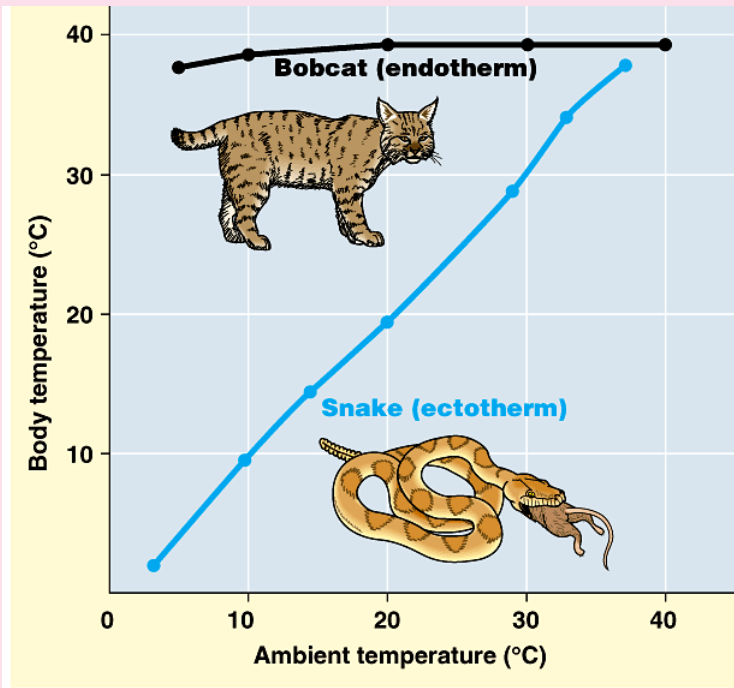 40
Bobcat (endotherm)
30
Body temperature (°C)
20
Snake (ectotherm)
10
0 10 20 30 40
Ambient temperature (°C)